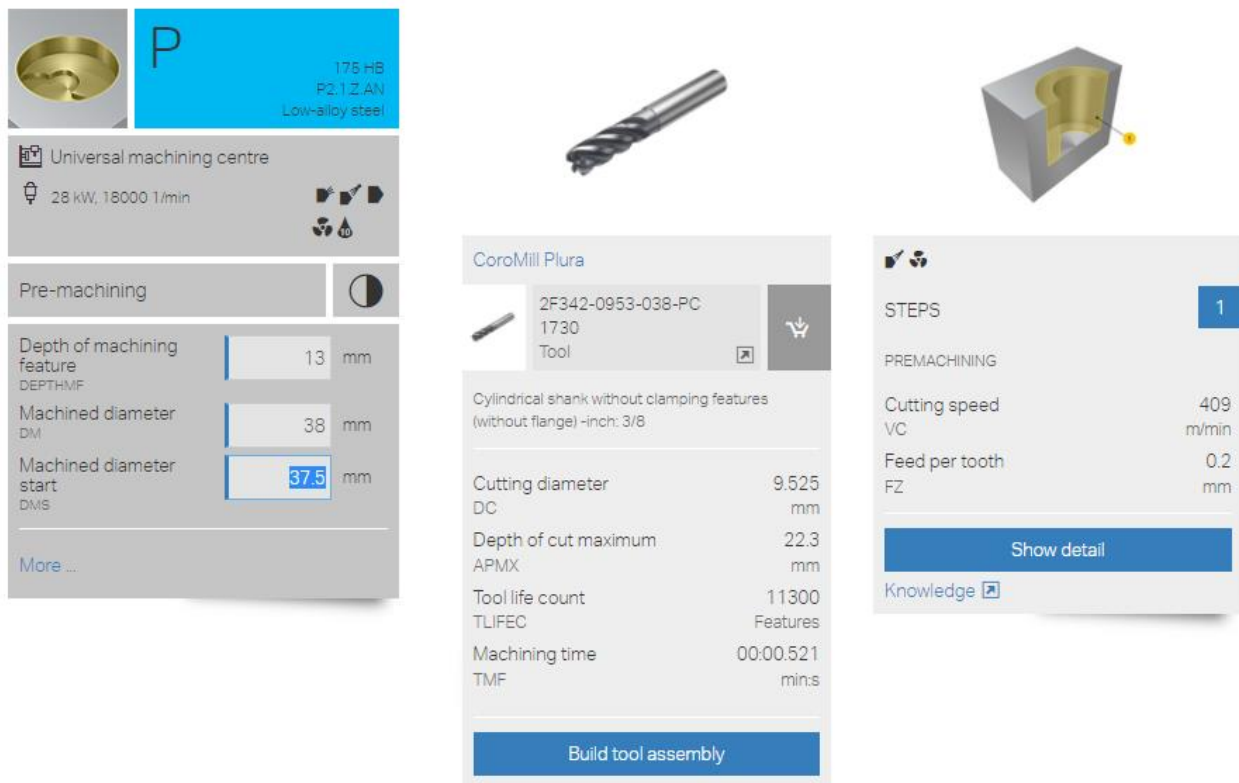 P
175 HB
P2.1.Z.AN
Low-alloy steel
Universal machining centre
28 kW, 18000 1/min
10
Pre-machining
Depth of machining
feature
DEPTHMF
13 mm
Machined diameter
DM
38 mm
Machined diameter
start
DMS
37.5 mm
More ...
CoroMill Plura
2F342-0953-038-PC
1730
Tool
Cylindrical shank without clamping features
(without flange) -inch: 3/8
Cutting diameter 9.525
DC mm
Depth of cut maximum 22.3
APMX mm
Tool life count 11300
TLIFEC Features
Machining time 00:00.521
TMF min:s
Build tool assembly
1
STEPS 1
PREMACHINING
Cutting speed 409
VC m/min
Feed per tooth 0.2
FZ mm
Show detail
Knowledge